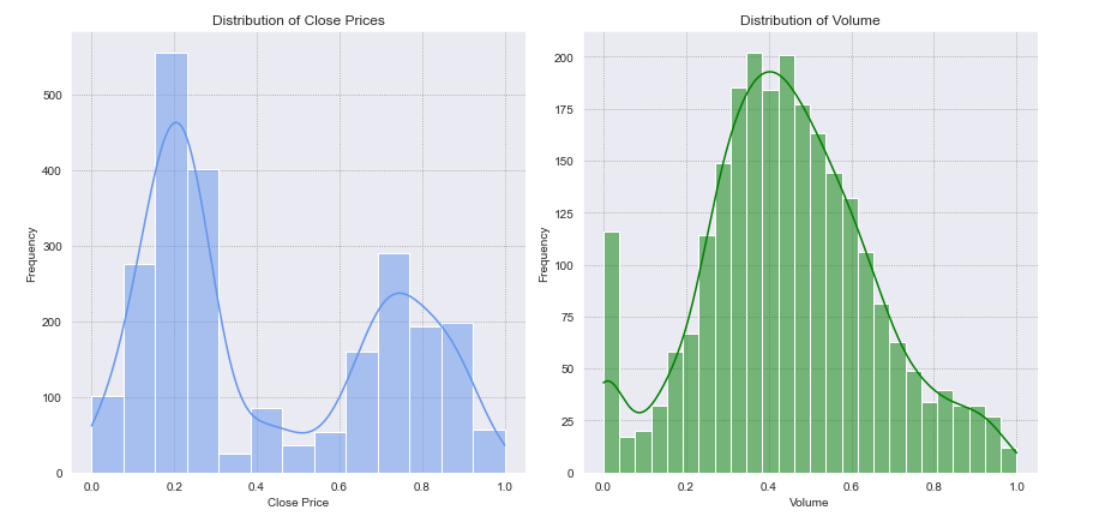 Distribution of Close Prices
Frequency
500
400
300
200
100
0
0.0 0.2 0.4 0.6 0.8 1.0
Close Price
Distribution of Volume
Frequency
200
175
150
125
100
75
50
25
0
0.0 0.2 0.4 0.6 0.8 1.0
Volume